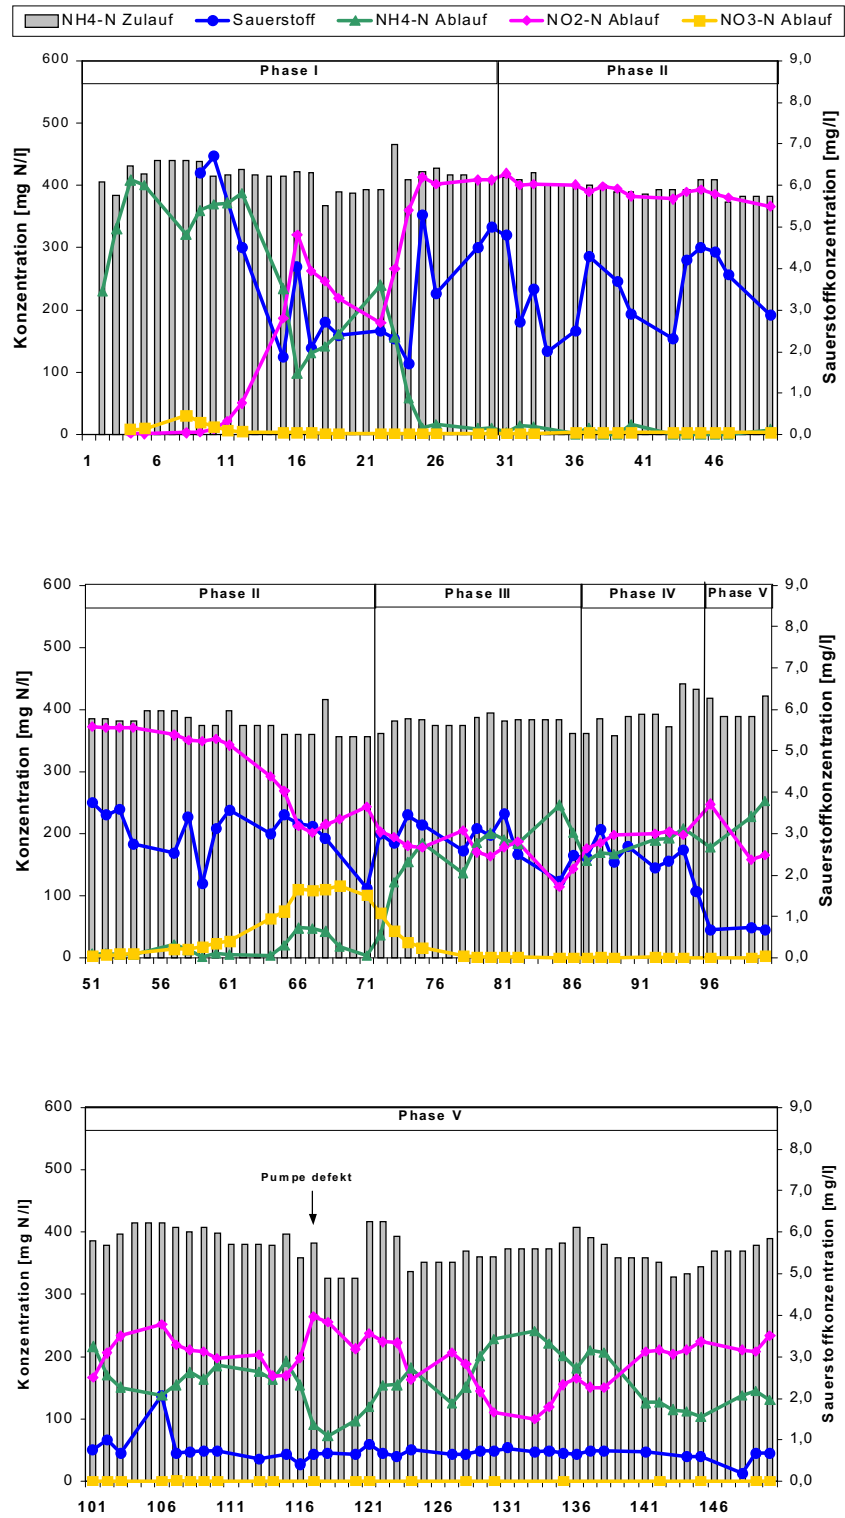 NH4-N Zulauf Sauerstoff NH4-N Ablauf NO2-N Ablauf NO3-N Ablauf
600 9,0
Phase I Phase II
8,0
500
7,0
400 6,0
5,0
300
4,0
200 3,0
2,0
100
1,0
0 0,0
Konzentration [mg N/l]
Sauerstoffkonzentration [mg/l]
1 6 11 16 21 26 31 36 41 46
600 9,0
Phase II Phase III Phase IV Phase V
8,0
500
7,0
400 6,0
5,0
300
4,0
200 3,0
2,0
100
1,0
0 0,0
Konzentration [mg N/l]
Sauerstoffkonzentration [mg/l]
51 56 61 66 71 76 81 86 91 96
600 9,0
Phase V
8,0
500
7,0
Pumpe defekt
400 6,0
5,0
300
4,0
200 3,0
2,0
100
1,0
0 0,0
Konzentration [mg N/l]
Sauerstoffkonzentration [mg/l]
101 106 111 116 121 126 131 136 141 146